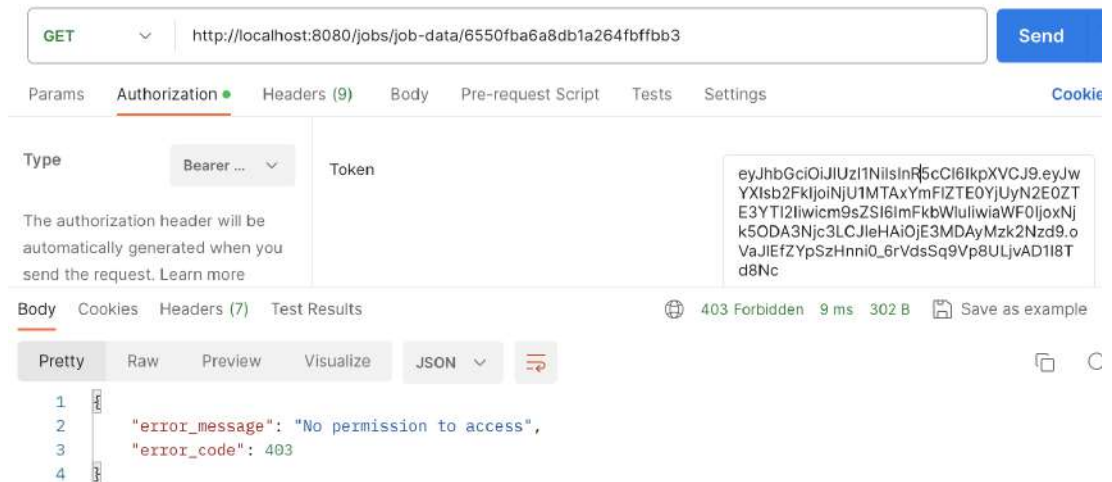 GET http://localhost:8080/jobs/job-data/6550fba6a8db1a264fbffbb3 Send
Params Authorization Headers (9) Body Pre-request Script Tests Settings Cookie
Type Bearer ... Token
The authorization header will be
automatically generated when you
send the request. Learn more
eyJhbGciOiJIUzI1NiIsInR5cCI6IkpXVCJ9.eyJw
YXlsb2FkIjoiNjU1MTAxYmFlZTE0YjUyN2E0ZT
E3YTI2Iiwicm9sZSI6ImFkbWluIiwiaWF0IjoxNj
k5ODA3Njc3LCJleHAiOjE3MDAyMzk2Nzd9.o
VaJlEfZYpSzHnni0_6rVdsSq9Vp8ULjvAD1I8T
d8Nc
Body Cookies Headers (7) Test Results 403 Forbidden 9 ms 302 B Save as example
Pretty Raw Preview Visualize JSON
1 {
2 "error_message": "No permission to access",
3 "error_code": 403
4 }